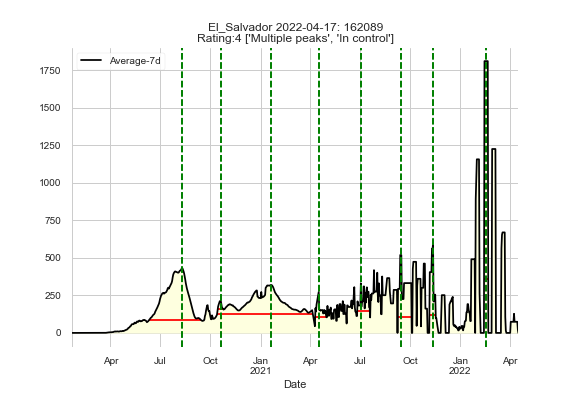 El_Salvador 2022-04-17: 162089
Rating:4 ['Multiple peaks', 'In control']
Average-7d
1750
1500
1250
1000
750
500
250
0
Apr Jul Oct Jan Apr Jul Oct Jan Apr
2021 2022
Date